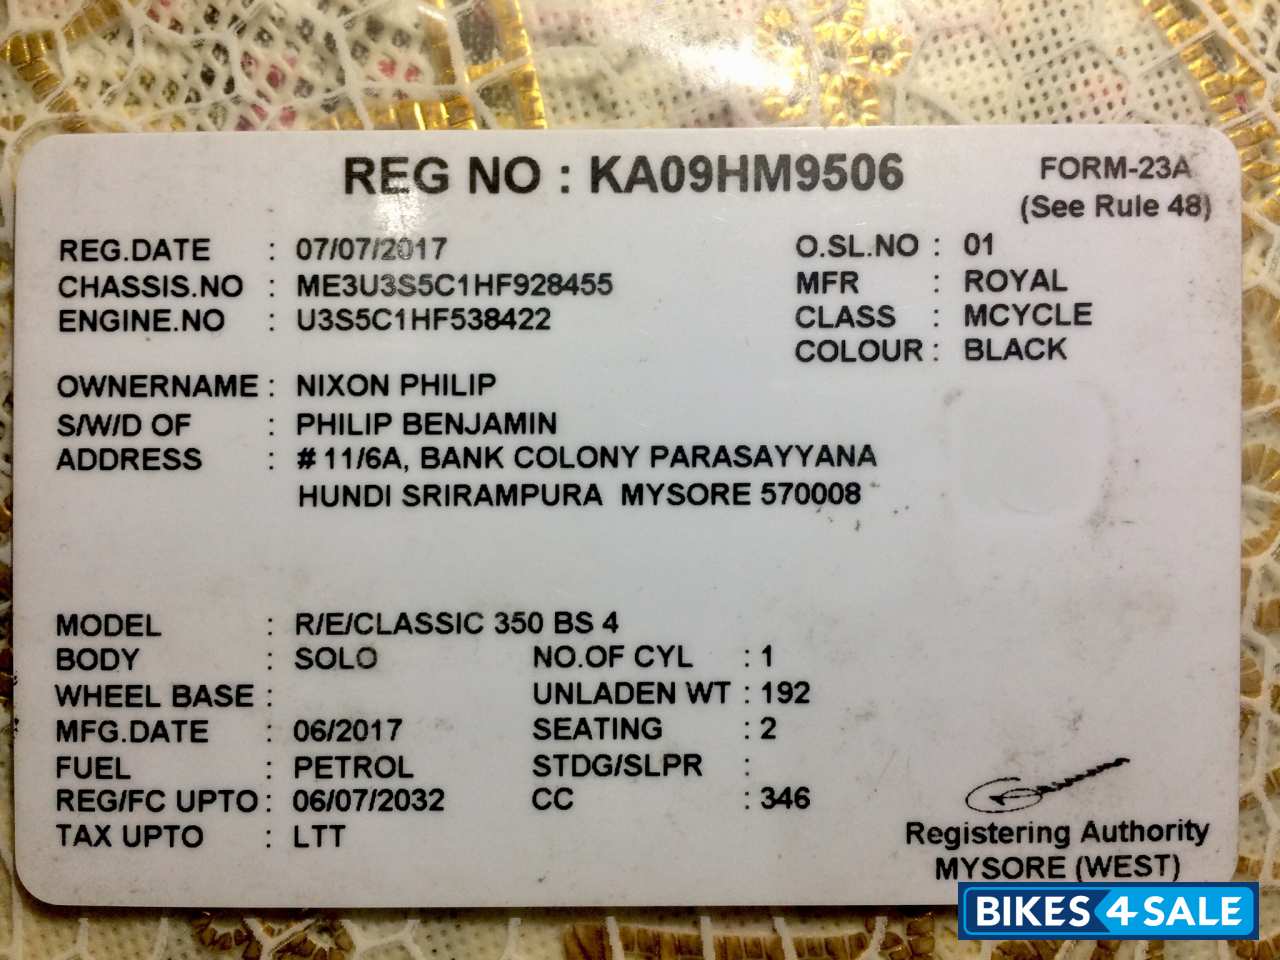 REG NO : KA09HM9506
FORM-23A
(See Rule 48)
REG.DATE : 07/07/2017 O.SL.NO : 01
CHASSIS.NO : ME3U3S5C1HF928455 MFR : ROYAL
ENGINE.NO : U3S5C1HF538422 CLASS : MCYCLE
COLOUR : BLACK
OWNERNAME : NIXON PHILIP
S/W/D OF : PHILIP BENJAMIN
ADDRESS : # 11/6A, BANK COLONY PARASAYYANA
HUNDI SRIRAMPURA MYSORE 570008
MODEL : R/E/CLASSIC 350 BS 4
BODY : SOLO NO.OF CYL : 1
WHEEL BASE : UNLADEN WT : 192
MFG.DATE : 06/2017 SEATING : 2
FUEL : PETROL STDG/SLPR :
REG/FC UPTO : 06/07/2032 CC : 346
TAX UPTO : LTT
Registering Authority
MYSORE (WEST)
BIKES4SALE